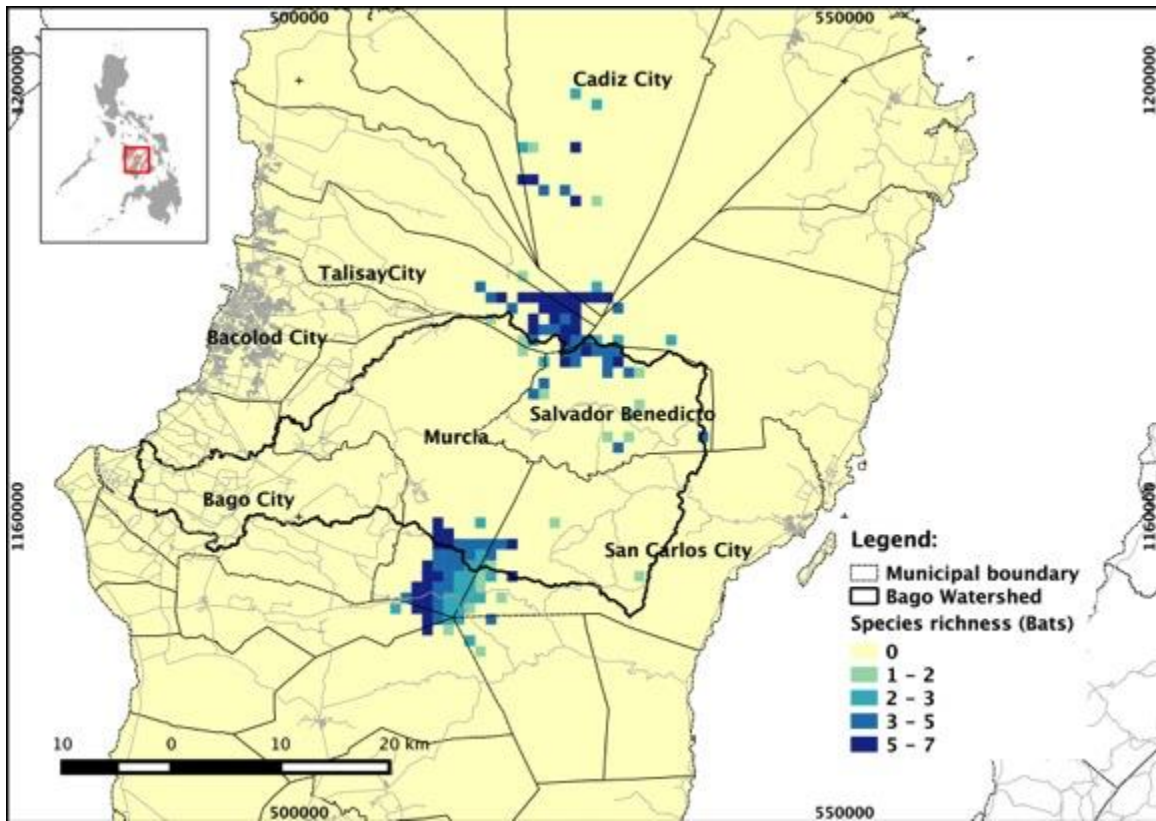 500000
550000
1200000
1200000
Cadiz City
TalisayCity
Bacolod City
Salvador Benedicto
Murcia
Bago City
1160000
1160000
San Carlos City
Legend:
Municipal boundary
Bago Watershed
Species richness (Bats)
0
1 - 2
2 - 3
3 - 5
5 - 7
10 0 10 20 km
500000
550000